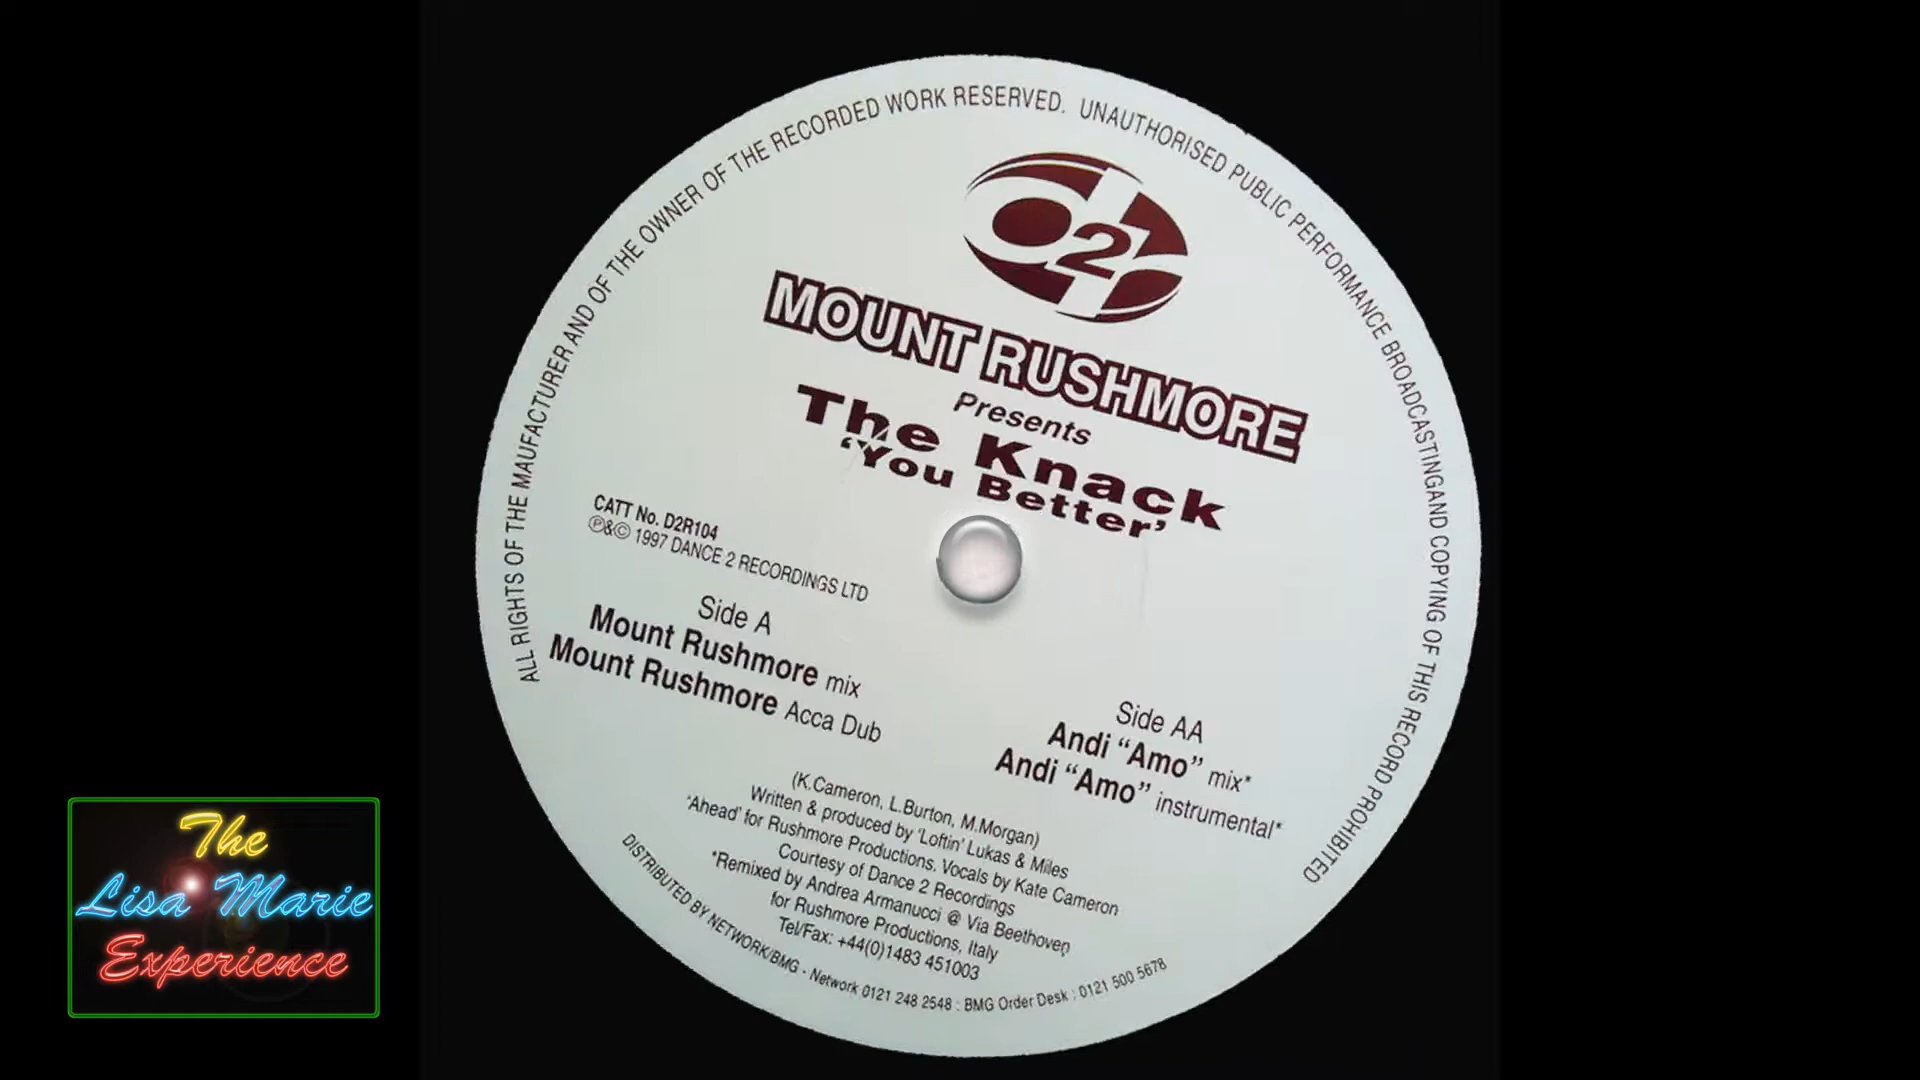 ALL RIGHTS OF THE MAUFACTURER AND OF THE OWNER OF THE RECORDED WORK RESERVED. UNAUTHORISED PUBLIC PERFORMANCE BROADCASTINGAND COPYING OF THIS RECORD PROHIBITED
d2r
MOUNT RUSHMORE
Presents
The Knack
'You Better'
CATT No. D2R104
℗&© 1997 DANCE 2 RECORDINGS LTD
Side A
Mount Rushmore mix
Mount Rushmore Acca Dub
Side AA
Andi "Amo" mix*
Andi "Amo" instrumental*
(K.Cameron, L.Burton, M.Morgan)
Written & produced by 'Loftin' Lukas & Miles
'Ahead' for Rushmore Productions. Vocals by Kate Cameron
Courtesy of Dance 2 Recordings
*Remixed by Andrea Armanucci @ Via Beethoven
for Rushmore Productions, Italy
Tel/Fax: +44(0)1483 451003
DISTRIBUTED BY NETWORK/BMG - Network 0121 248 2548 : BMG Order Desk : 0121 500 5678
The
Lisa Marie
Experience